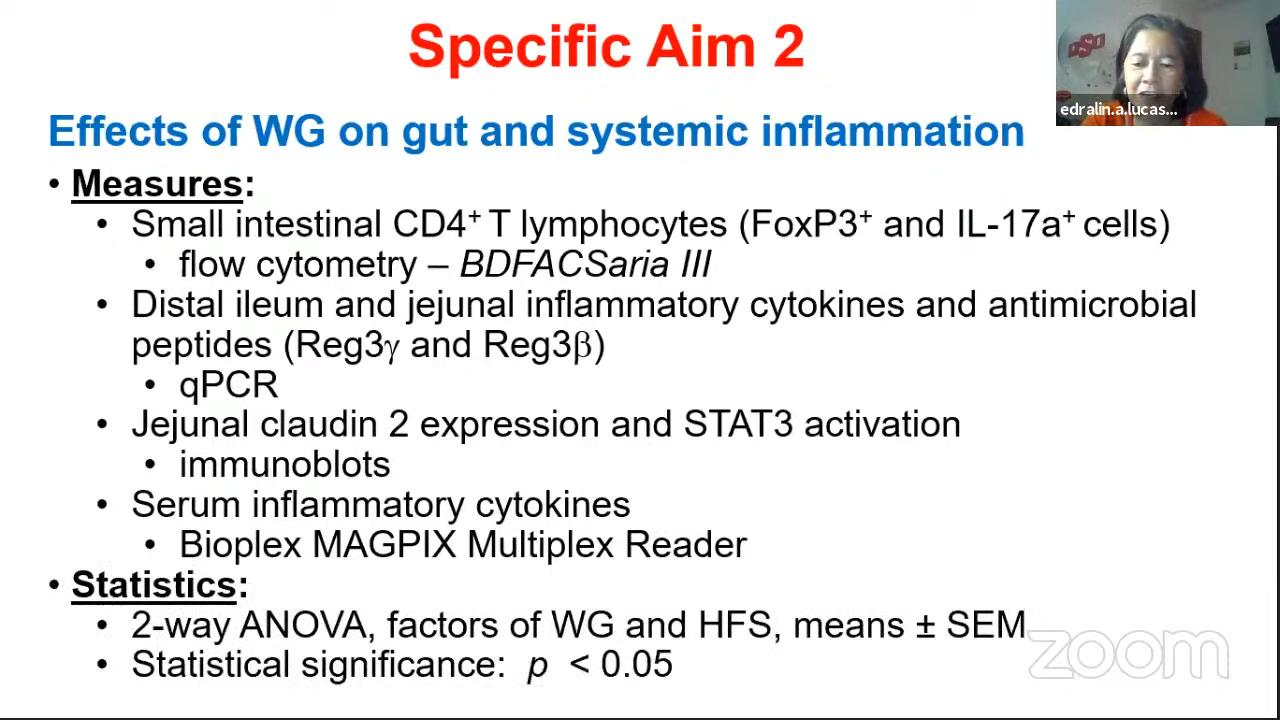 Specific Aim 2
edralin.a.lucas...
Effects of WG on gut and systemic inflammation
• Measures:
• Small intestinal CD4⁺ T lymphocytes (FoxP3⁺ and IL-17a⁺ cells)
• flow cytometry – BDFACSaria III
• Distal ileum and jejunal inflammatory cytokines and antimicrobial
peptides (Reg3γ and Reg3β)
• qPCR
• Jejunal claudin 2 expression and STAT3 activation
• immunoblots
• Serum inflammatory cytokines
• Bioplex MAGPIX Multiplex Reader
• Statistics:
• 2-way ANOVA, factors of WG and HFS, means ± SEM
• Statistical significance: p < 0.05
zoom